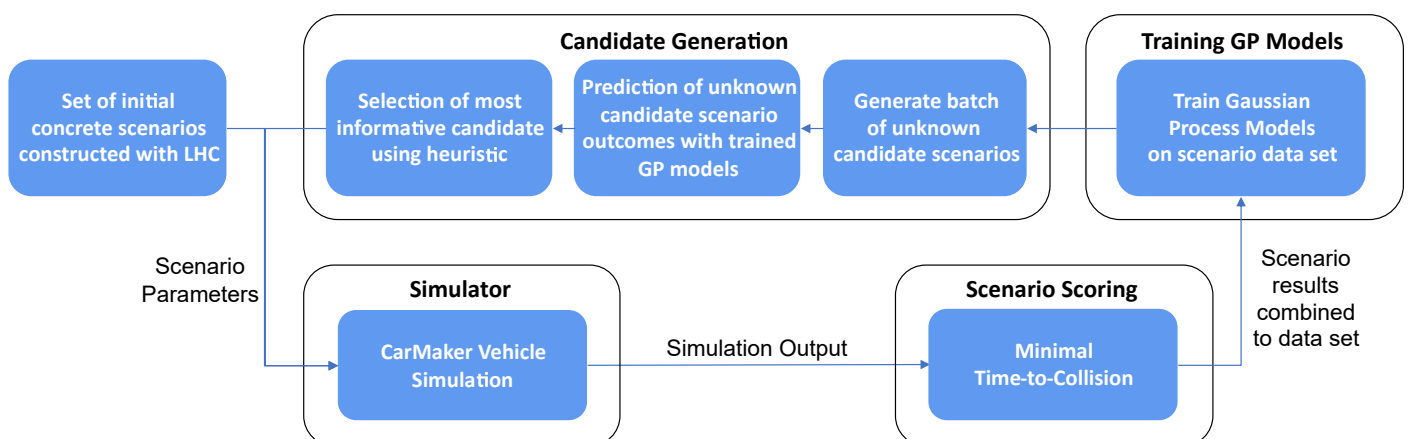 Candidate Generation
Training GP Models
Set of initial
concrete scenarios
constructed with LHC
Selection of most
informative candidate
using heuristic
Prediction of unknown
candidate scenario
outcomes with trained
GP models
Generate batch
of unknown
candidate scenarios
Train Gaussian
Process Models
on scenario data set
Scenario
Parameters
Simulator
CarMaker Vehicle
Simulation
Simulation Output
Scenario Scoring
Minimal
Time-to-Collision
Scenario
results
combined
to data set